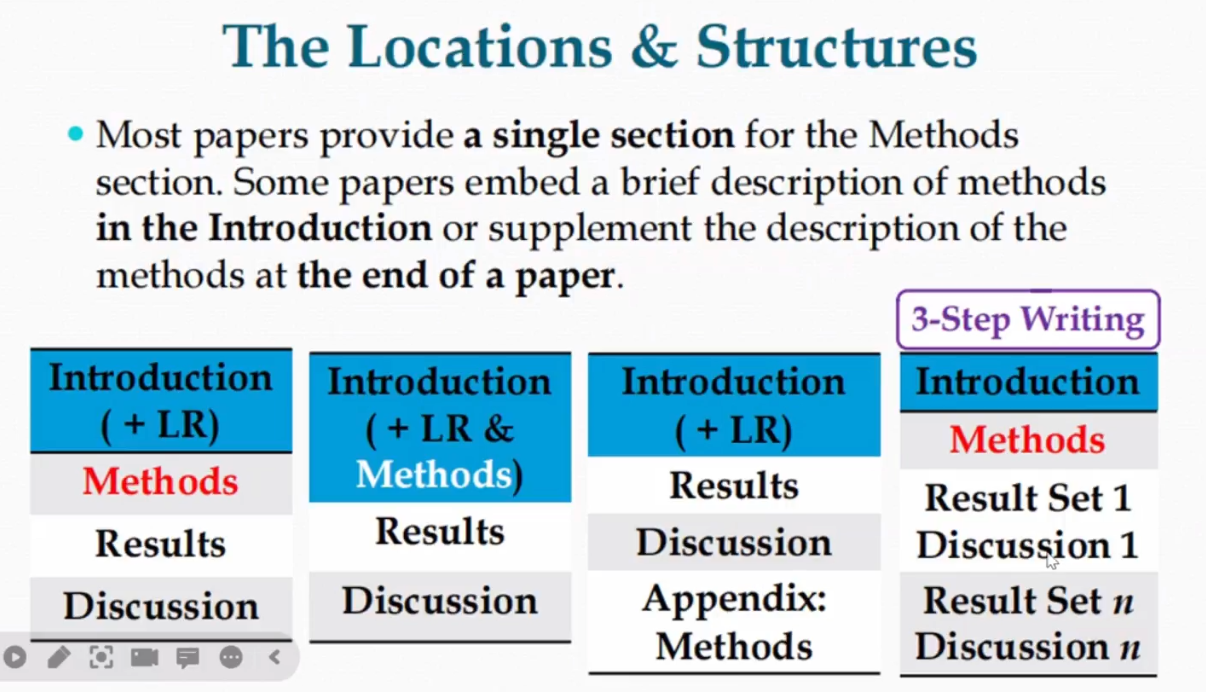 The Locations & Structures
• Most papers provide a single section for the Methods
section. Some papers embed a brief description of methods
in the Introduction or supplement the description of the
methods at the end of a paper.
3-Step Writing
Introduction
( + LR)
Methods
Results
Discussion
Introduction
( + LR &
Methods)
Results
Discussion
Introduction
( + LR)
Results
Discussion
Appendix:
Methods
Introduction
Methods
Result Set 1
Discussion 1
Result Set n
Discussion n